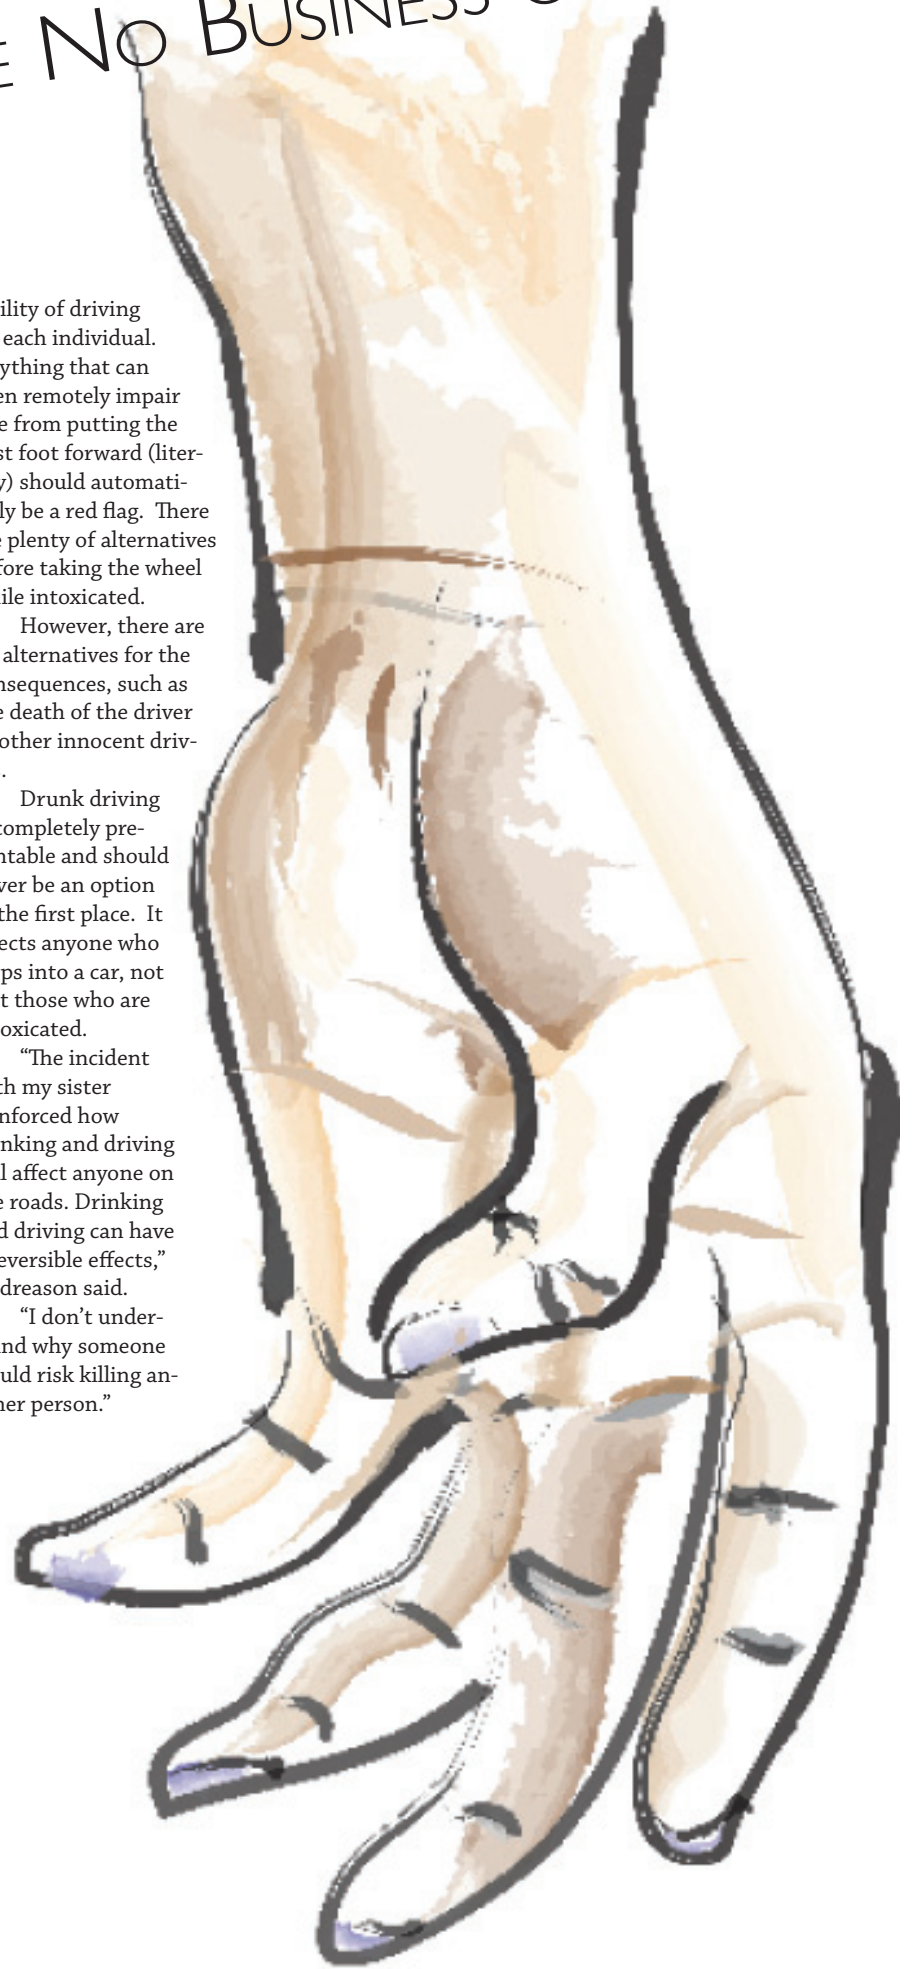 E No Business
ility of driving
each individual.
ything that can
en remotely impair
e from putting the
st foot forward (liter-
y) should automati-
ly be a red flag.  There
e plenty of alternatives
fore taking the wheel
ile intoxicated.
However, there are
alternatives for the
nsequences, such as
e death of the driver
other innocent driv-
.
Drunk driving
completely pre-
ntable and should
ver be an option
the first place.  It
ects anyone who
ps into a car, not
t those who are
oxicated.
“The incident
th my sister
nforced how
nking and driving
l affect anyone on
e roads. Drinking
d driving can have
eversible effects,”
dreason said.
“I don’t under-
nd why someone
uld risk killing an-
her person.”